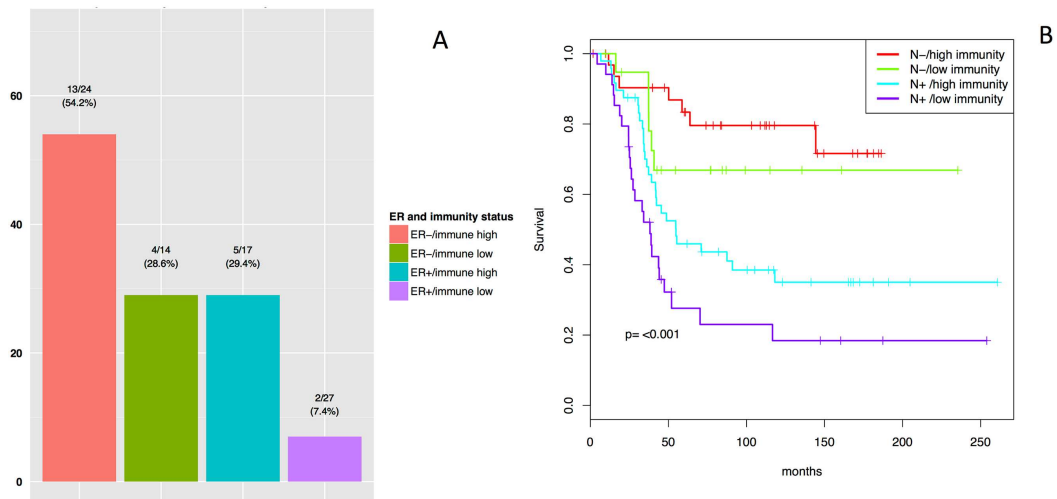 A
60
40
20
0
13/24
(54.2%)
4/14
(28.6%)
5/17
(29.4%)
2/27
(7.4%)
ER and immunity status
ER−/immune high
ER−/immune low
ER+/immune high
ER+/immune low
B
Survival
1.0
0.8
0.6
0.4
0.2
0.0
N−/high immunity
N−/low immunity
N+/high immunity
N+/low immunity
p= <0.001
0 50 100 150 200 250
months